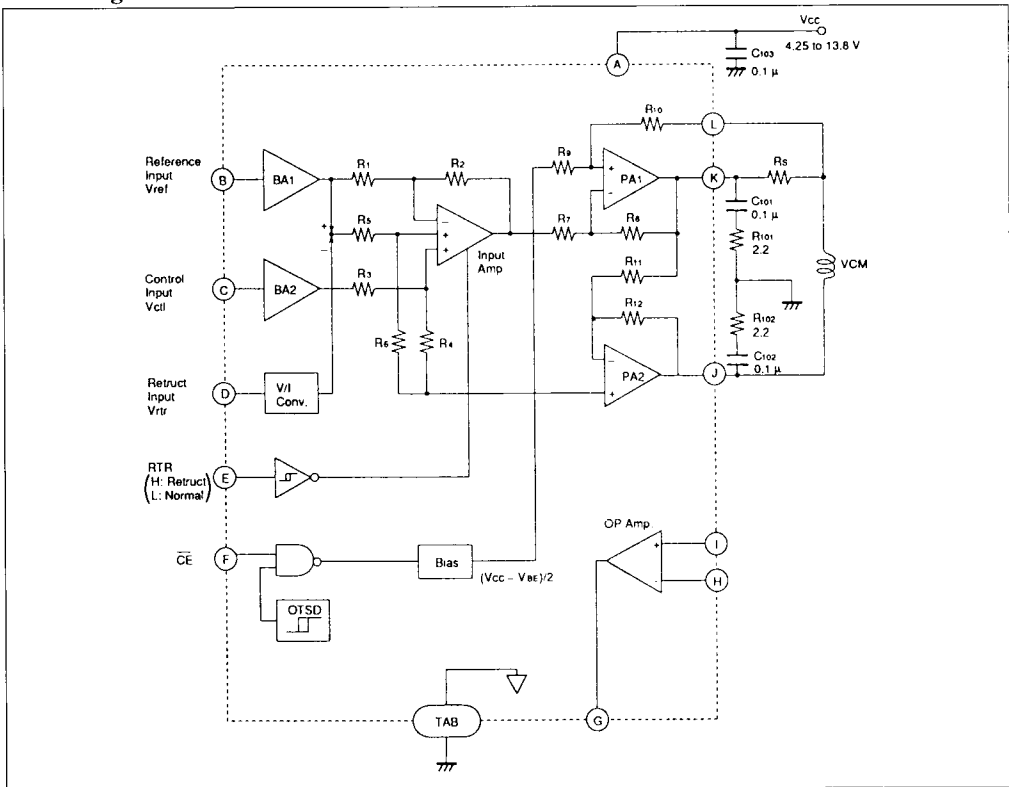 Vcc
4.25 to 13.8 V
C103
0.1 μ
A
L
R10
R9
Reference
Input
Vref
B
BA1
R1
R2
PA1
+
−
K
Rs
C101
0.1 μ
R101
2.2
R5
+
−
−
+
+
Input
Amp
R7
R8
R11
VCM
Control
Input
Vctl
C
BA2
R3
R12
R102
2.2
R6
R4
−
PA2
+
J
C102
0.1 μ
Retruct
Input
Vrtr
D
V/I
Conv.
RTR
(H: Retruct
L: Normal)
E
OP Amp.
CE
F
Bias
(Vcc − VBE)/2
+
-
I
H
OTSD
TAB
G